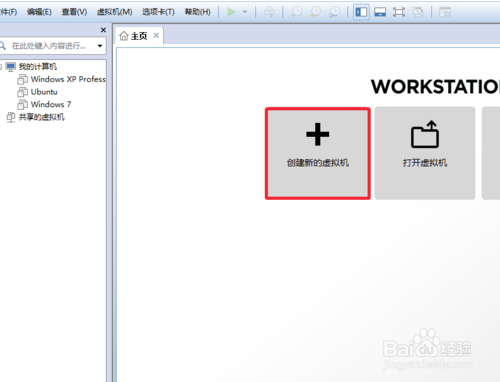 件(F) 编辑(E) 查看(V) 虚拟机(M) 选项卡(T) 帮助(H)
在此处键入内容进行...
我的计算机
Windows XP Profess
Ubuntu
Windows 7
共享的虚拟机
主页
WORKSTATIO
创建新的虚拟机
打开虚拟机
Baidu经验
jingyan.baidu.com